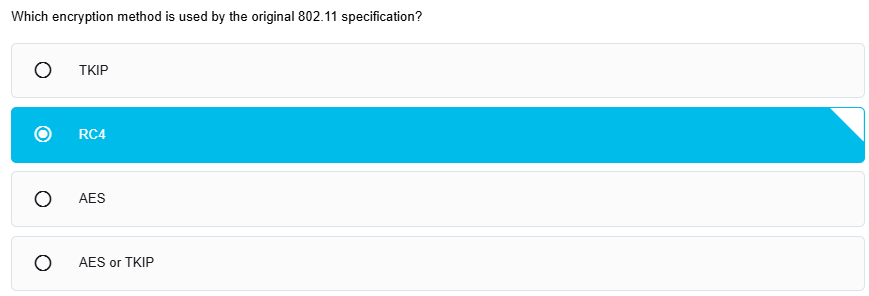 Which encryption method is used by the original 802.11 specification?
TKIP
RC4
AES
AES or TKIP